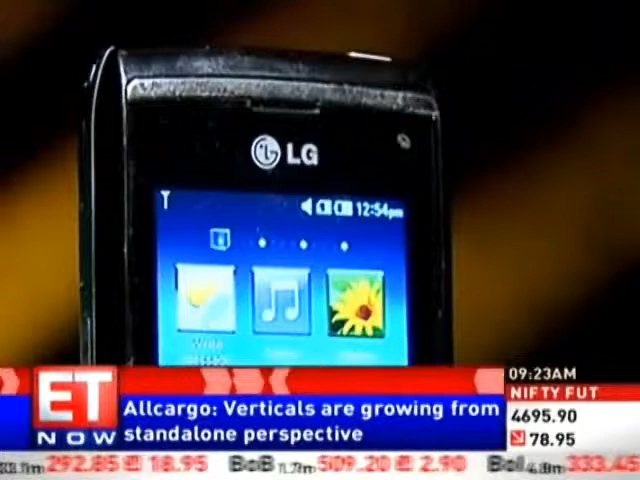 LG
12:54pm
09:23AM
NIFTY FUT
4695.90
78.95
ET
NOW
Allcargo: Verticals are growing from
standalone perspective
292.85 18.95 BoB 509.20 2.90 BoI 333.45